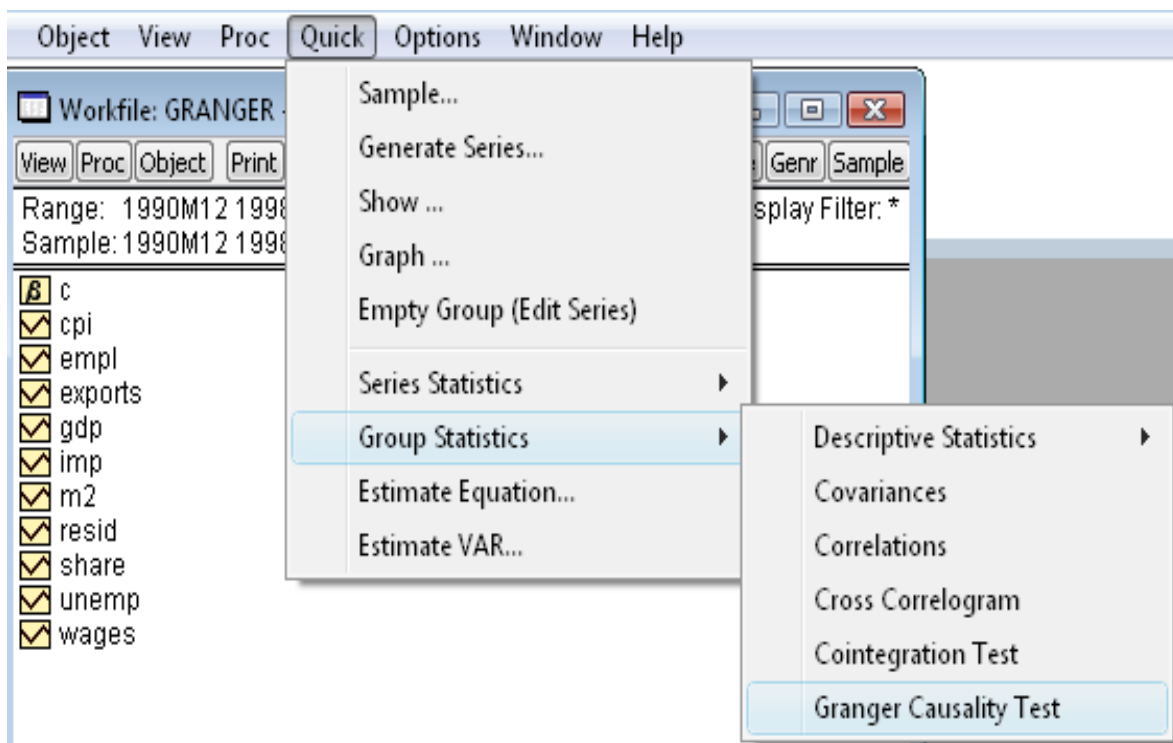 Object View Proc Quick Options Window Help
Workfile: GRANGER -
View Proc Object Print Genr Sample
Range: 1990M12 1998 splay Filter: *
Sample: 1990M12 1998
β c
cpi
empl
exports
gdp
imp
m2
resid
share
unemp
wages
Sample...
Generate Series...
Show ...
Graph ...
Empty Group (Edit Series)
Series Statistics
Group Statistics
Estimate Equation...
Estimate VAR...
Descriptive Statistics
Covariances
Correlations
Cross Correlogram
Cointegration Test
Granger Causality Test